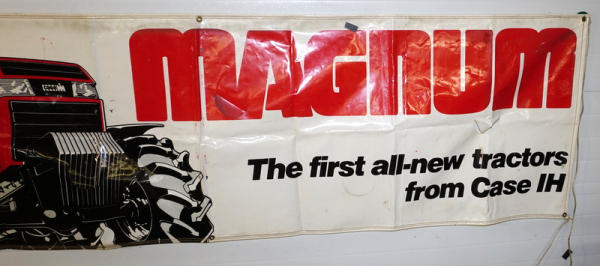 MAGNUM
The first all-new tractors
from Case IH